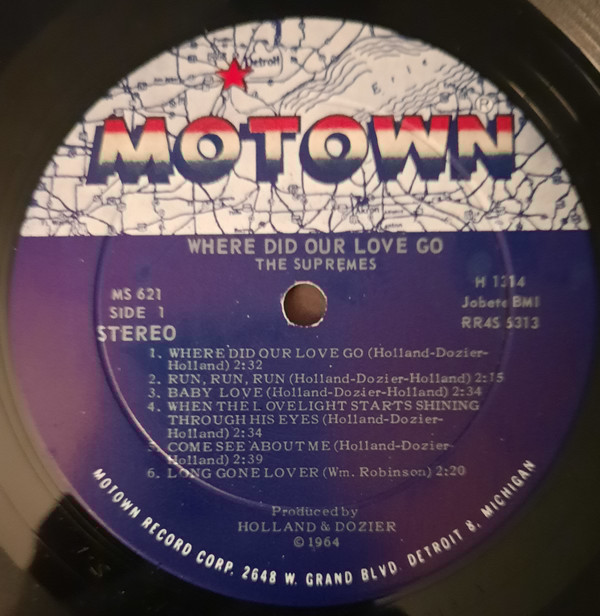 Detroit
Erie
MOTOWN®
WHERE DID OUR LOVE GO
THE SUPREMES
MS 621
SIDE 1
STEREO
H 1314
Jobete BMI
RR4S 5313
1. WHERE DID OUR LOVE GO (Holland-Dozier-
Holland) 2:32
2. RUN, RUN, RUN (Holland-Dozier-Holland) 2:15
3. BABY LOVE (Holland-Dozier-Holland) 2:34
4. WHEN THE LOVELIGHT STARTS SHINING
THROUGH HIS EYES (Holland-Dozier-
Holland) 2:34
5. COME SEE ABOUT ME (Holland-Dozier-
Holland) 2:39
6. LONG GONE LOVER (Wm. Robinson) 2:20
Produced by
HOLLAND & DOZIER
© 1964
MOTOWN RECORD CORP. 2648 W. GRAND BLVD. DETROIT 8, MICHIGAN